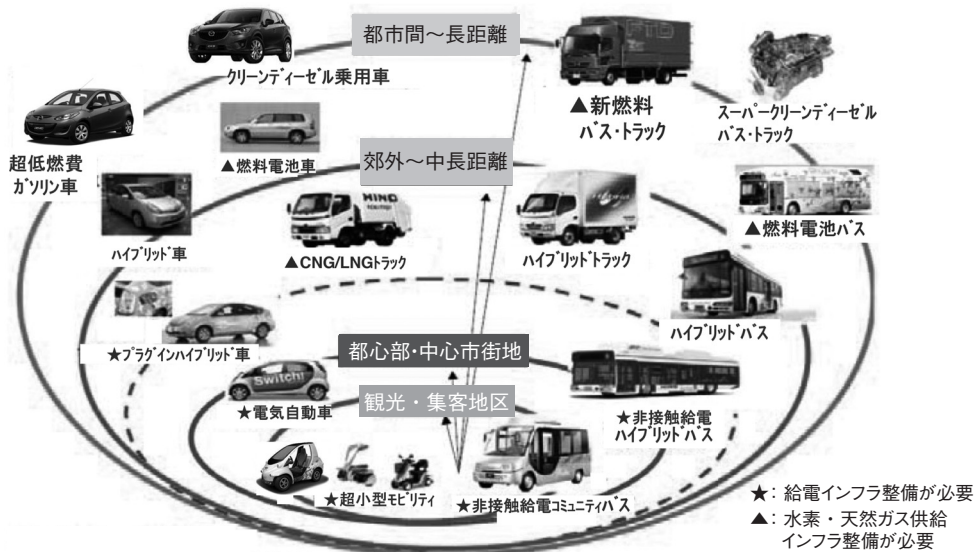 都市間～長距離
クリーンディーゼル乗用車
▲新燃料
バス・トラック
スーパークリーンディーゼル
バス・トラック
超低燃費
ガソリン車
▲燃料電池車
郊外～中長距離
ハイブリッド車
HINO
▲CNG/LNGトラック
ハイブリッドトラック
▲燃料電池バス
ハイブリッドバス
★プラグインハイブリッド車
都心部・中心市街地
Switch!
★電気自動車
観光・集客地区
★非接触給電
ハイブリッドバス
★超小型モビリティ
★非接触給電コミュニティバス
★：給電インフラ整備が必要
▲：水素・天然ガス供給
インフラ整備が必要